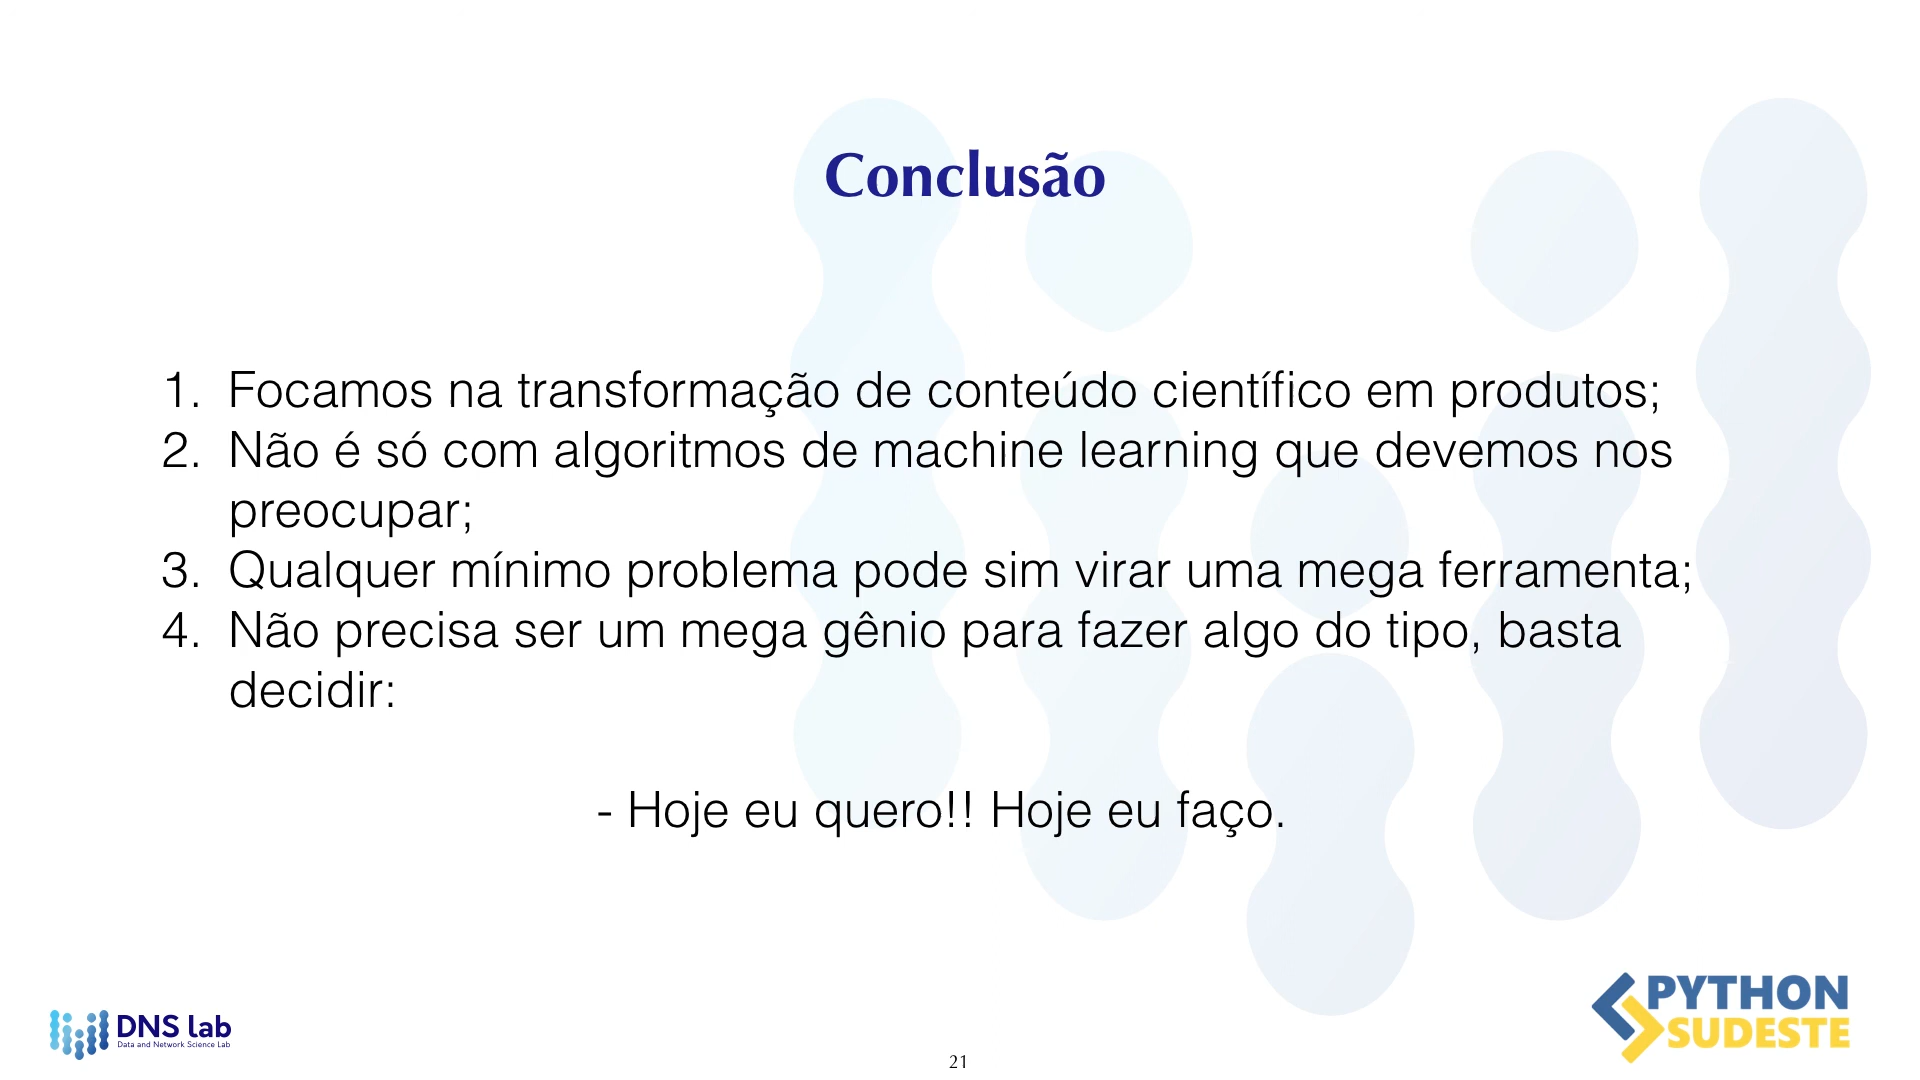 Conclusão
1. Focamos na transformação de conteúdo científico em produtos;
2. Não é só com algoritmos de machine learning que devemos nos
preocupar;
3. Qualquer mínimo problema pode sim virar uma mega ferramenta;
4. Não precisa ser um mega gênio para fazer algo do tipo, basta
decidir:
- Hoje eu quero!! Hoje eu faço.
DNS lab
Data and Network Science Lab
21
PYTHON
SUDESTE